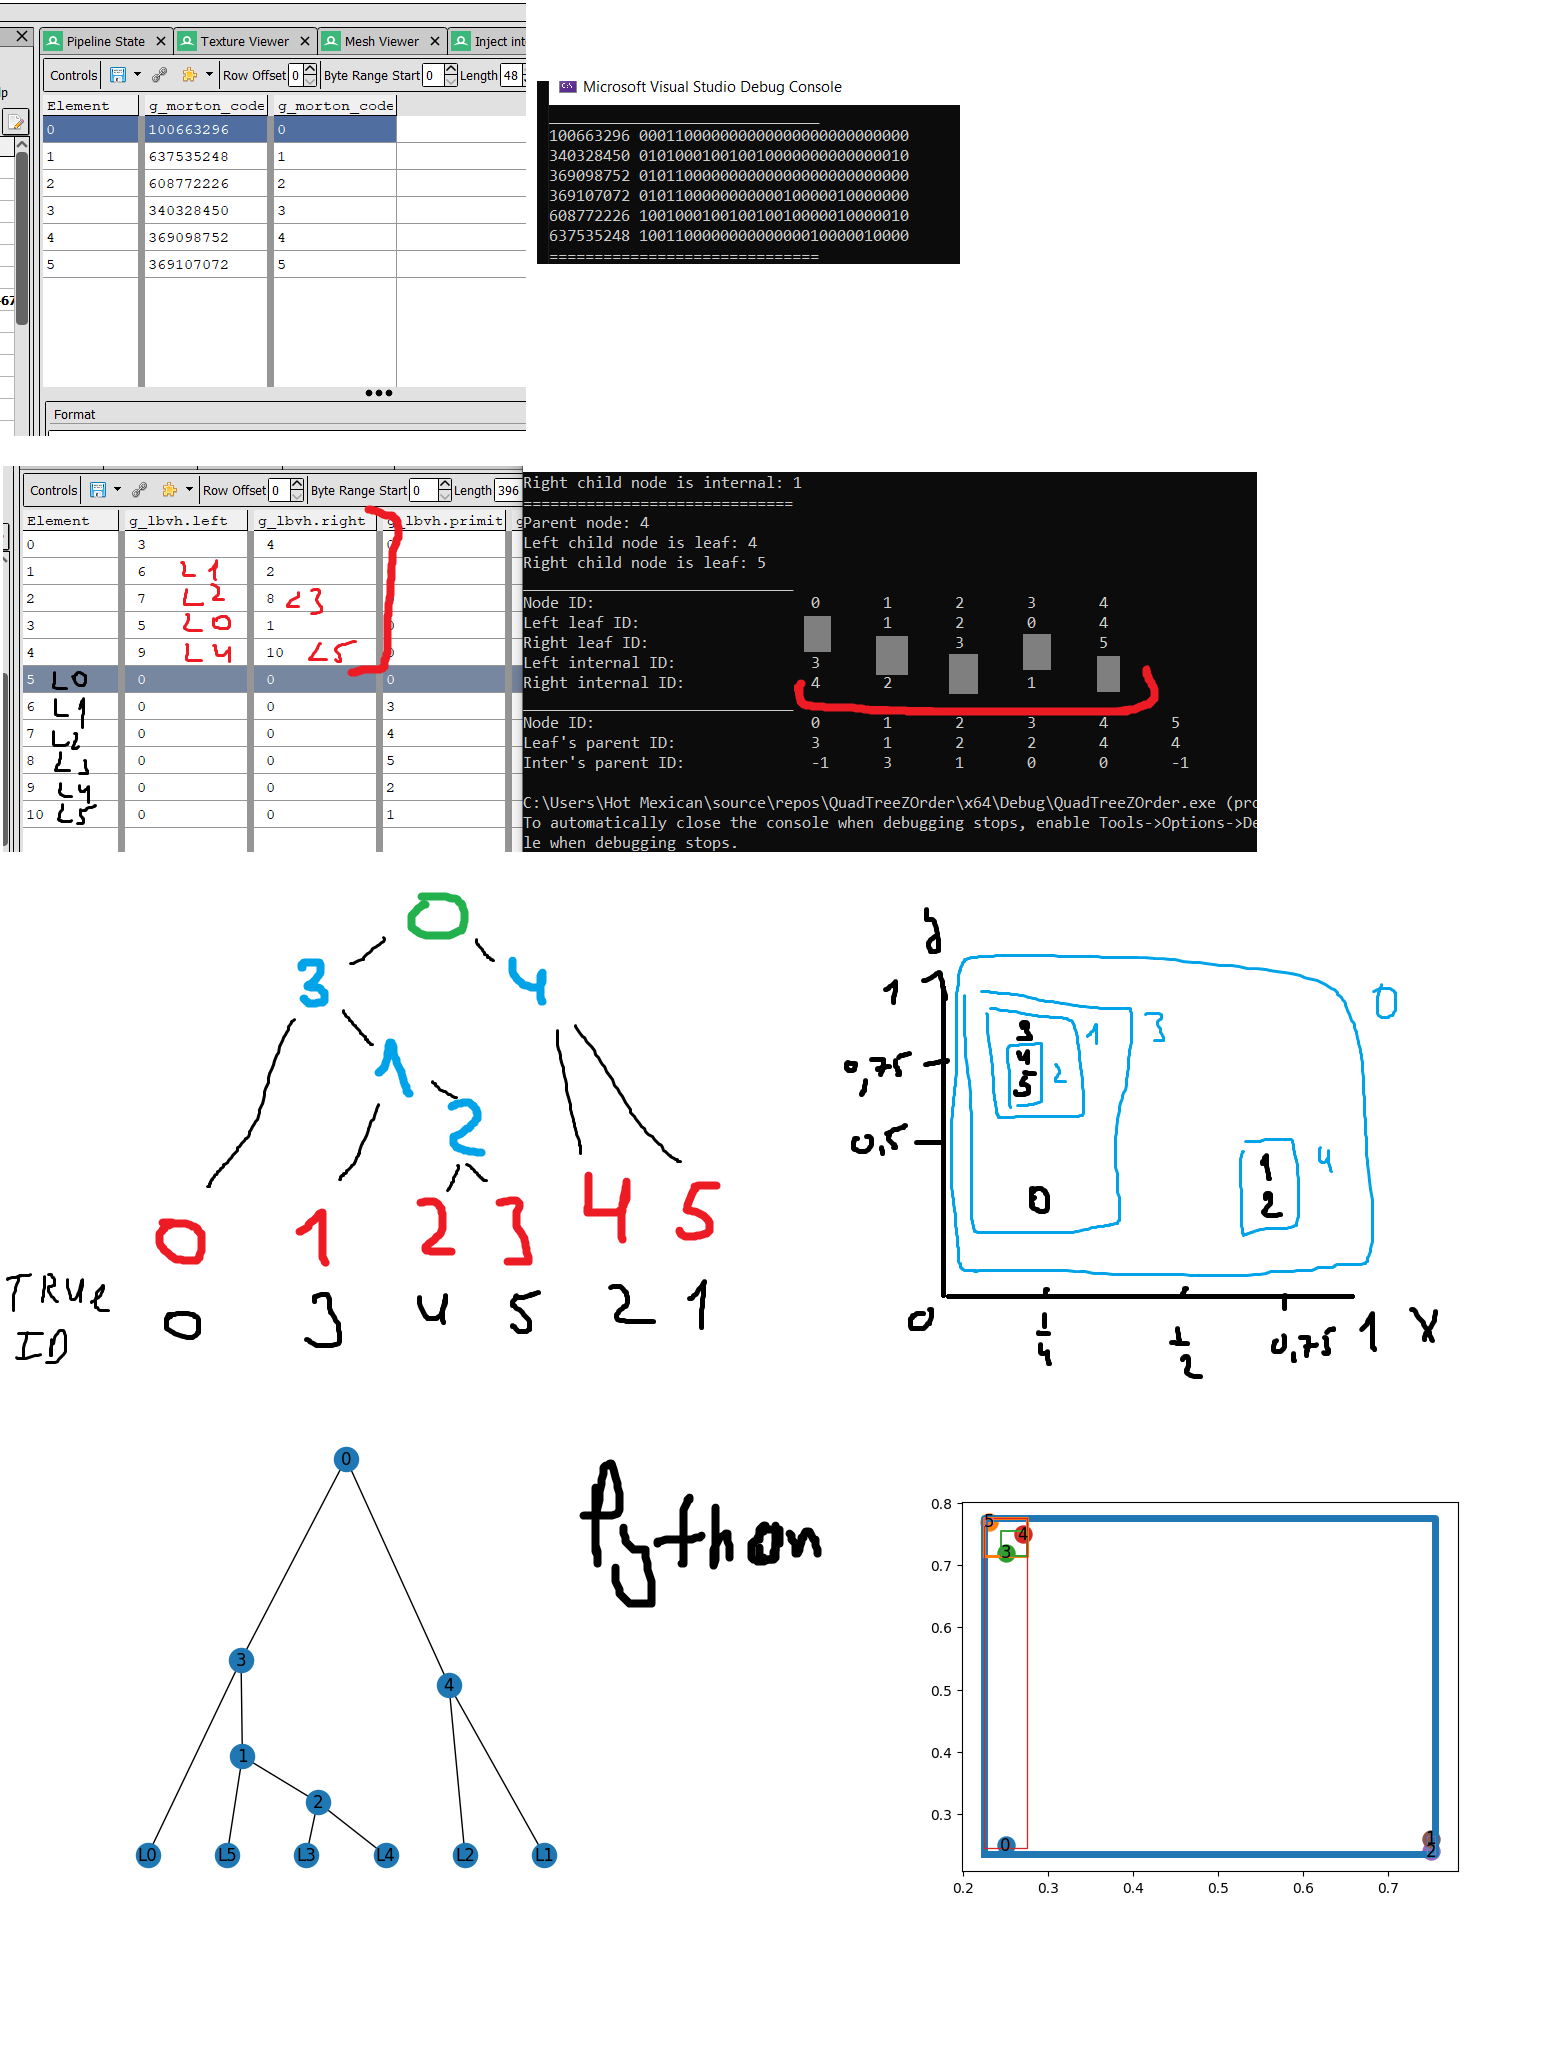 Pipeline State
Texture Viewer
Mesh Viewer
Inject int
lp
Controls
Row Offset 0
Byte Range Start 0
Length 48
Element g_morton_code g_morton_code
0 100663296 0
1 637535248 1
2 608772226 2
3 340328450 3
4 369098752 4
5 369107072 5
-67
Format
Microsoft Visual Studio Debug Console
100663296 000110000000000000000000000000
340328450 010100010010010000000000000010
369098752 010110000000000000000000000000
369107072 010110000000000010000010000000
608772226 100100010010010010000010000010
637535248 100110000000000000010000010000
==============================
Controls
Row Offset 0
Byte Range Start 0
Length 396
Element g_lbvh.left g_lbvh.right g_lbvh.primit g
0 3 4 0
1 6 L1 2
2 7 L2 8 L3
3 5 L0 1 0
4 9 L4 10 L5 0
5 L0 0 0 0
6 L1 0 0 3
7 L2 0 0 4
8 L3 0 0 5
9 L4 0 0 2
10 L5 0 0 1
Right child node is internal: 1
==============================
Parent node: 4
Left child node is leaf: 4
Right child node is leaf: 5
______________________________
Node ID: 0 1 2 3 4
Left leaf ID: 1 2 0 4
Right leaf ID: 3 5
Left internal ID: 3
Right internal ID: 4 2 1
______________________________
Node ID: 0 1 2 3 4 5
Leaf's parent ID: 3 1 2 2 4 4
Inter's parent ID: -1 3 1 0 0 -1
C:\Users\Hot Mexican\source\repos\QuadTreeZOrder\x64\Debug\QuadTreeZOrder.exe (pro
To automatically close the console when debugging stops, enable Tools->Options->De
le when debugging stops.
0
3 4
1
2
0 1 2 3 4 5
TRUe ID 0 3 4 5 2 1
y
1
0,75
0,5
0
1/4
1/2
0,75
1
X
0
3
1
2
3
4
5
0
4
1
2
0
3
4
1
2
L0 L5 L3 L4 L2 L1
Python
0.8
0.7
0.6
0.5
0.4
0.3
5
4
3
0
1
2
0.2 0.3 0.4 0.5 0.6 0.7